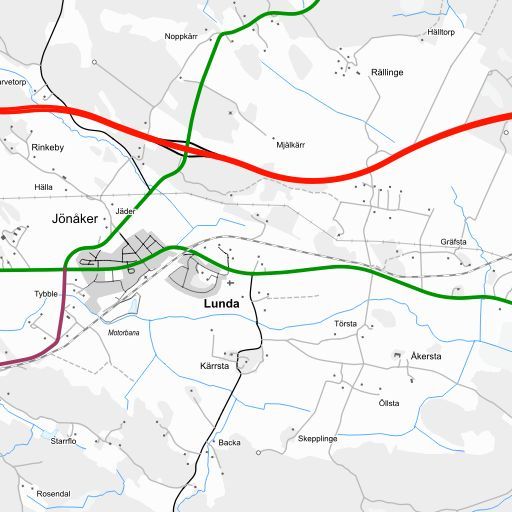 Noppkärr
Hälltorp
Rällinge
arvetorp
Rinkeby
Mjälkärr
Hälla
Jönåker
Jäder
Gräfsta
Tybble
Lunda
Motorbana
Törsta
Kärrsta
Åkersta
Öllsta
Starrflo
Backa
Skepplinge
Rosendal